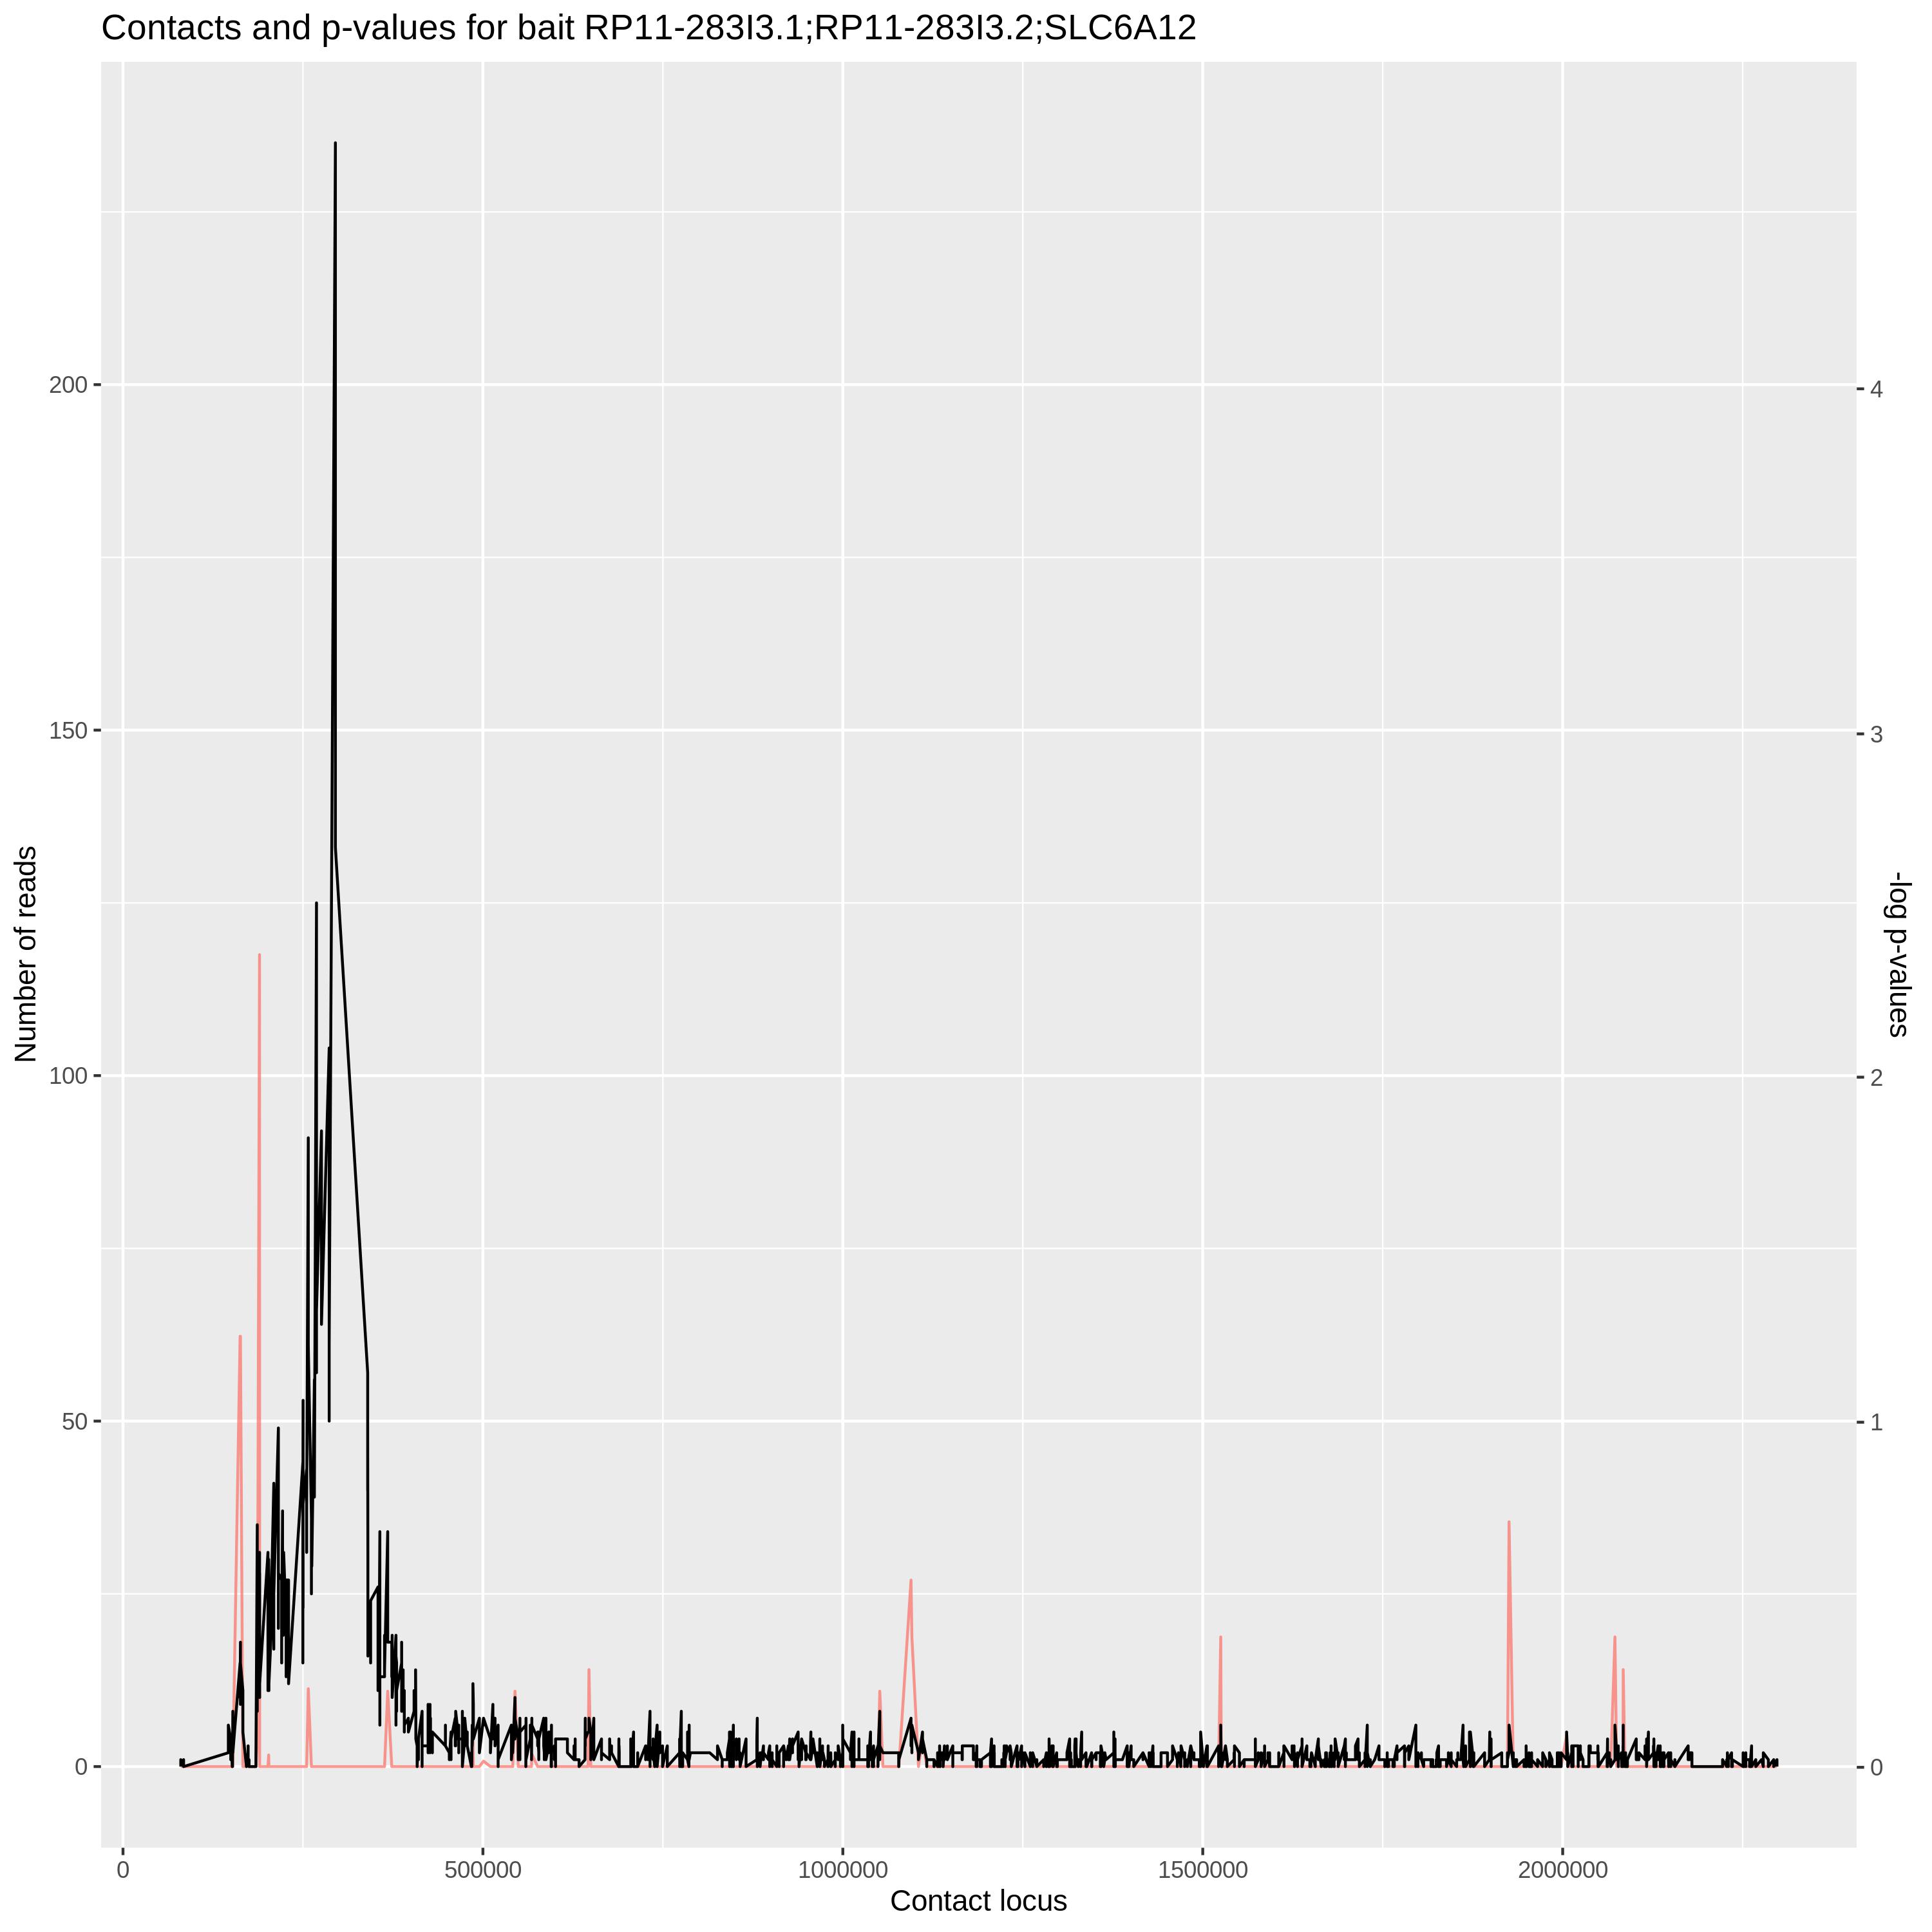 Contacts and p-values for bait RP11-283I3.1;RP11-283I3.2;SLC6A12
Number of reads
200
150
100
50
0
4
3
2
1
0
-log p-values
0 500000 1000000 1500000 2000000
Contact locus